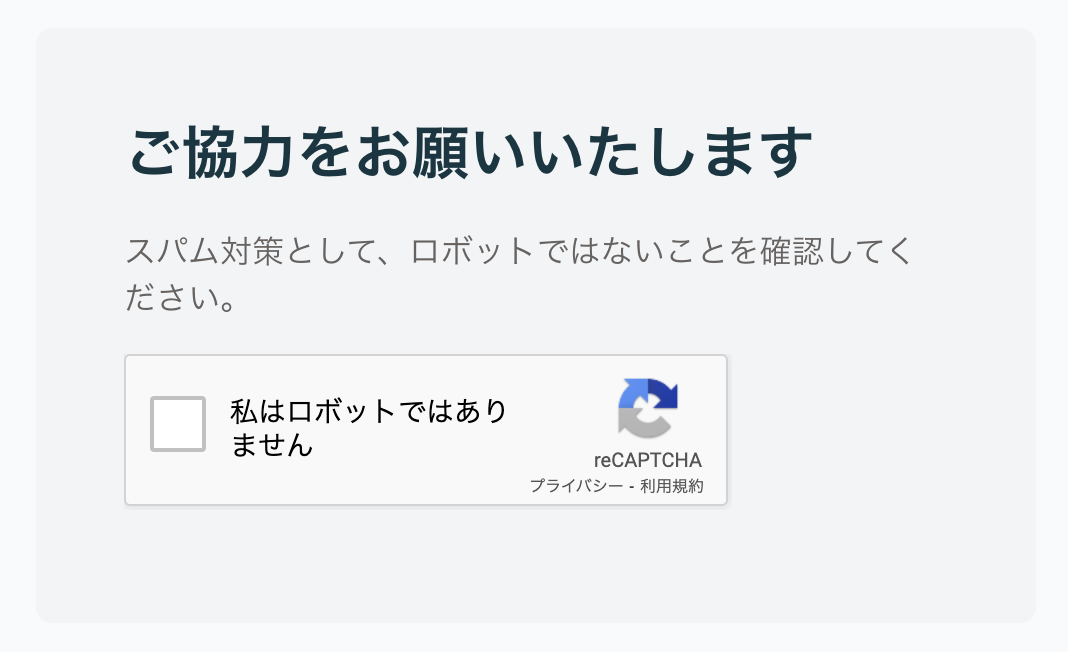 ご協力をお願いいたします
スパム対策として、ロボットではないことを確認してく
ださい。
私はロボットではあり
ません
reCAPTCHA
プライバシー - 利用規約